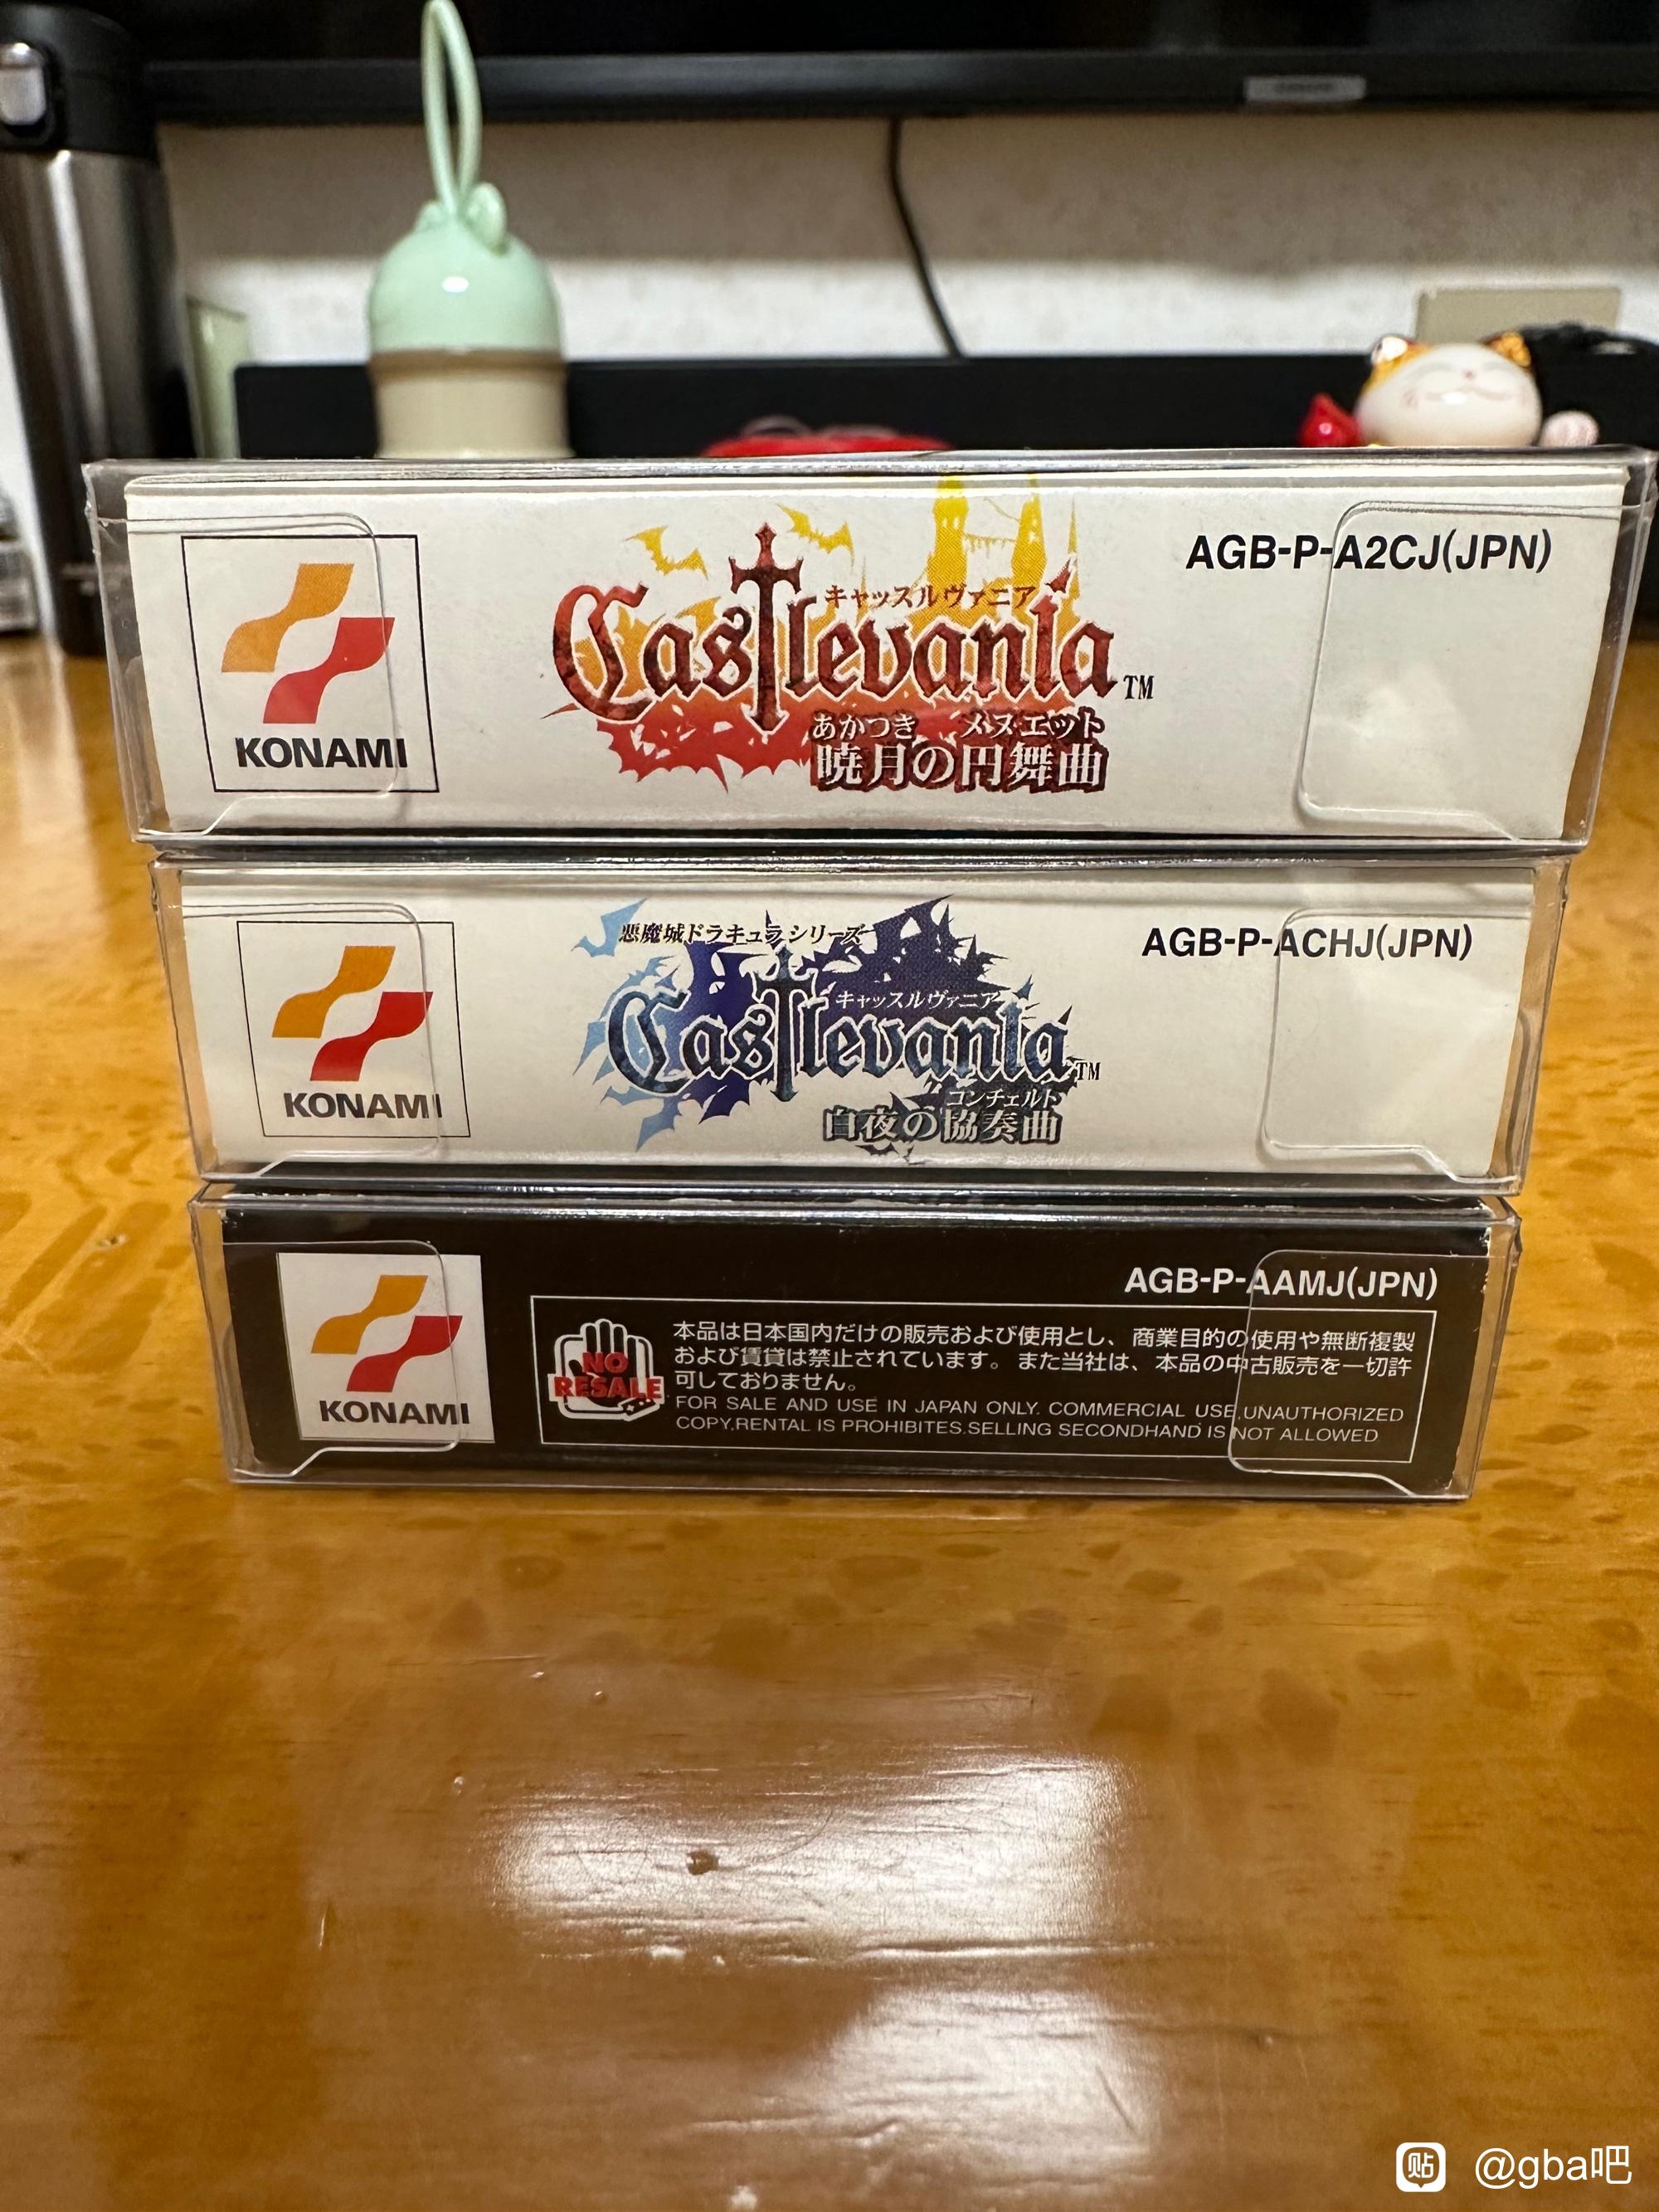 KONAMI
キャッスルヴァニア
Castlevania™
あかつき メヌエット
暁月の円舞曲
AGB-P-A2CJ(JPN)
KONAMI
悪魔城ドラキュラシリーズ
キャッスルヴァニア
Castlevania™
コンチェルト
白夜の協奏曲
AGB-P-ACHJ(JPN)
KONAMI
AGB-P-AAMJ(JPN)
NO
RESALE
本品は日本国内だけの販売および使用とし、商業目的の使用や無断複製
および賃貸は禁止されています。また当社は、本品の中古販売を一切許
可しておりません。
FOR SALE AND USE IN JAPAN ONLY. COMMERCIAL USE,UNAUTHORIZED
COPY,RENTAL IS PROHIBITES.SELLING SECONDHAND IS NOT ALLOWED
贴 @gba吧